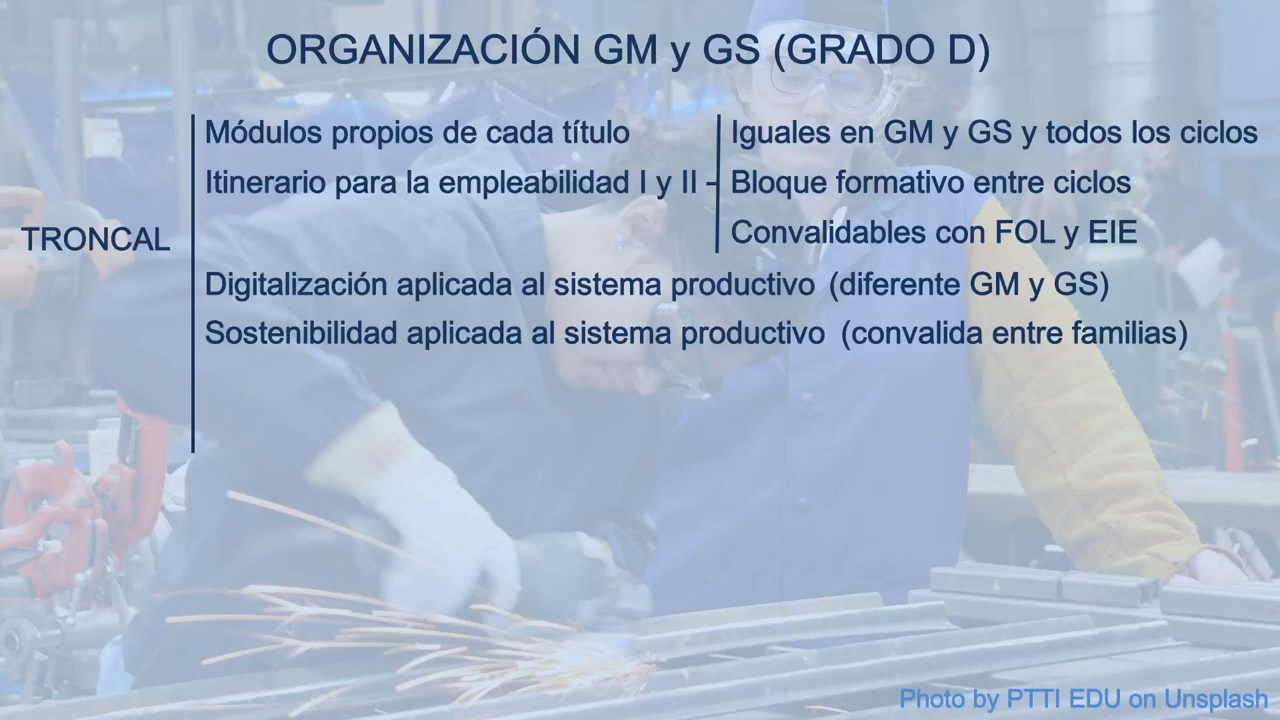 ORGANIZACIÓN GM y GS (GRADO D)
TRONCAL
Módulos propios de cada título
Itinerario para la empleabilidad I y II -
Iguales en GM y GS y todos los ciclos
Bloque formativo entre ciclos
Convalidables con FOL y EIE
Digitalización aplicada al sistema productivo (diferente GM y GS)
Sostenibilidad aplicada al sistema productivo (convalida entre familias)
Photo by PTTI EDU on Unsplash